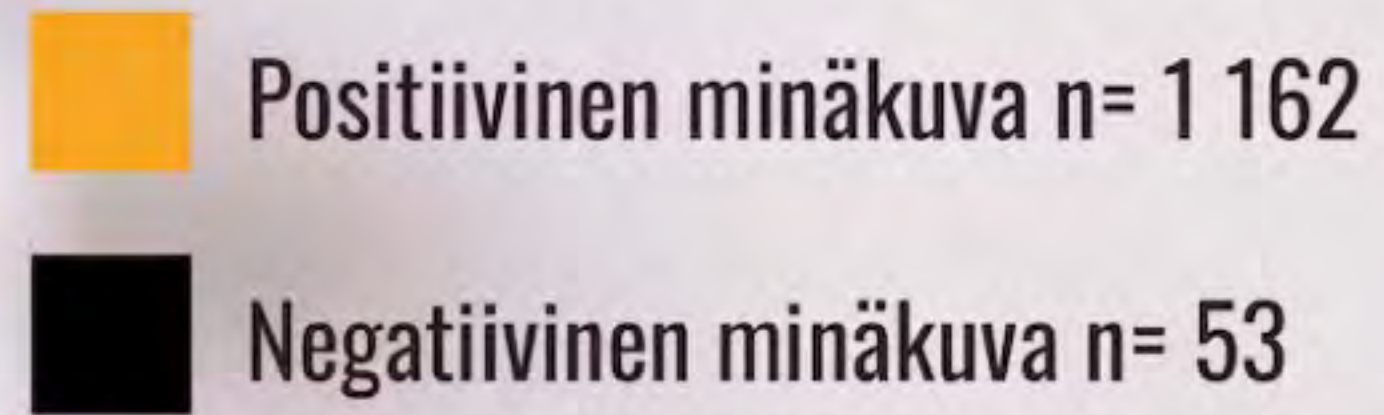 Positiivinen minäkuva n= 1 162
Negatiivinen minäkuva n= 53